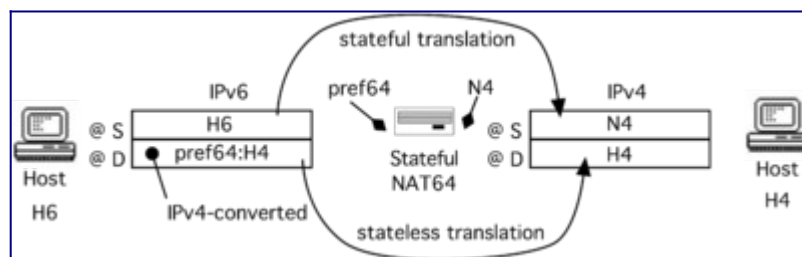 stateful translation
IPv6
pref64
N4
IPv4
@ S
H6
@ S
N4
@ D
pref64:H4
Stateful
NAT64
@ D
H4
Host
H6
IPv4-converted
Host
H4
stateless translation